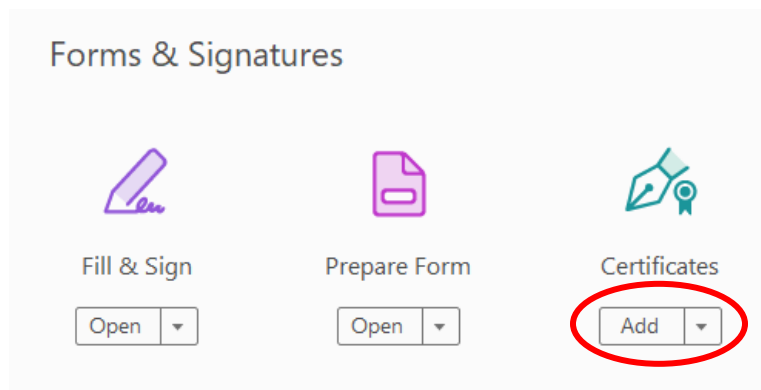 Forms & Signatures
Fill & Sign
Prepare Form
Certificates
Open
Open
Add